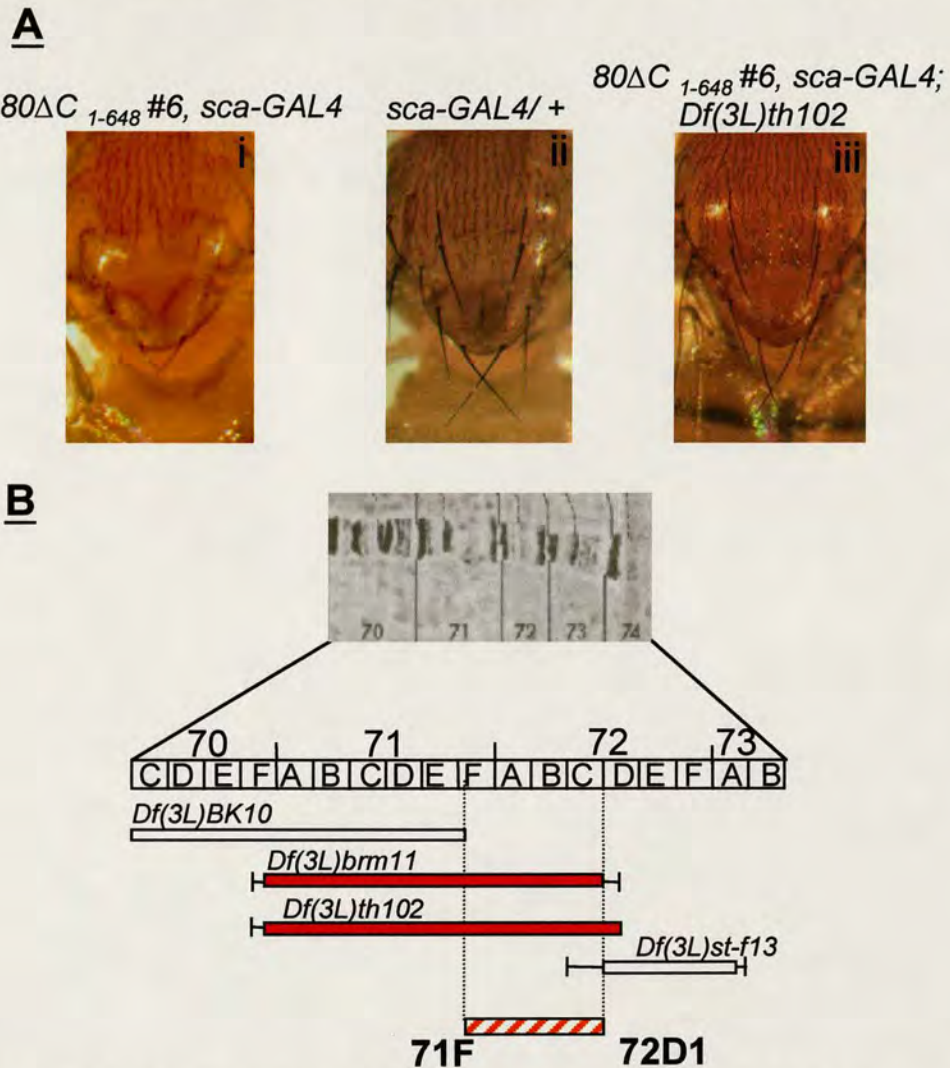 A
80ΔC 1-648 #6, sca-GAL4
sca-GAL4/ +
80ΔC 1-648 #6, sca-GAL4;
Df(3L)th102
i
ii
iii
B
70 71 72 73 74
70 71 72 73
C D E F A B C D E F A B C D E F A B
Df(3L)BK10
Df(3L)brm11
Df(3L)th102
Df(3L)st-f13
71F 72D1